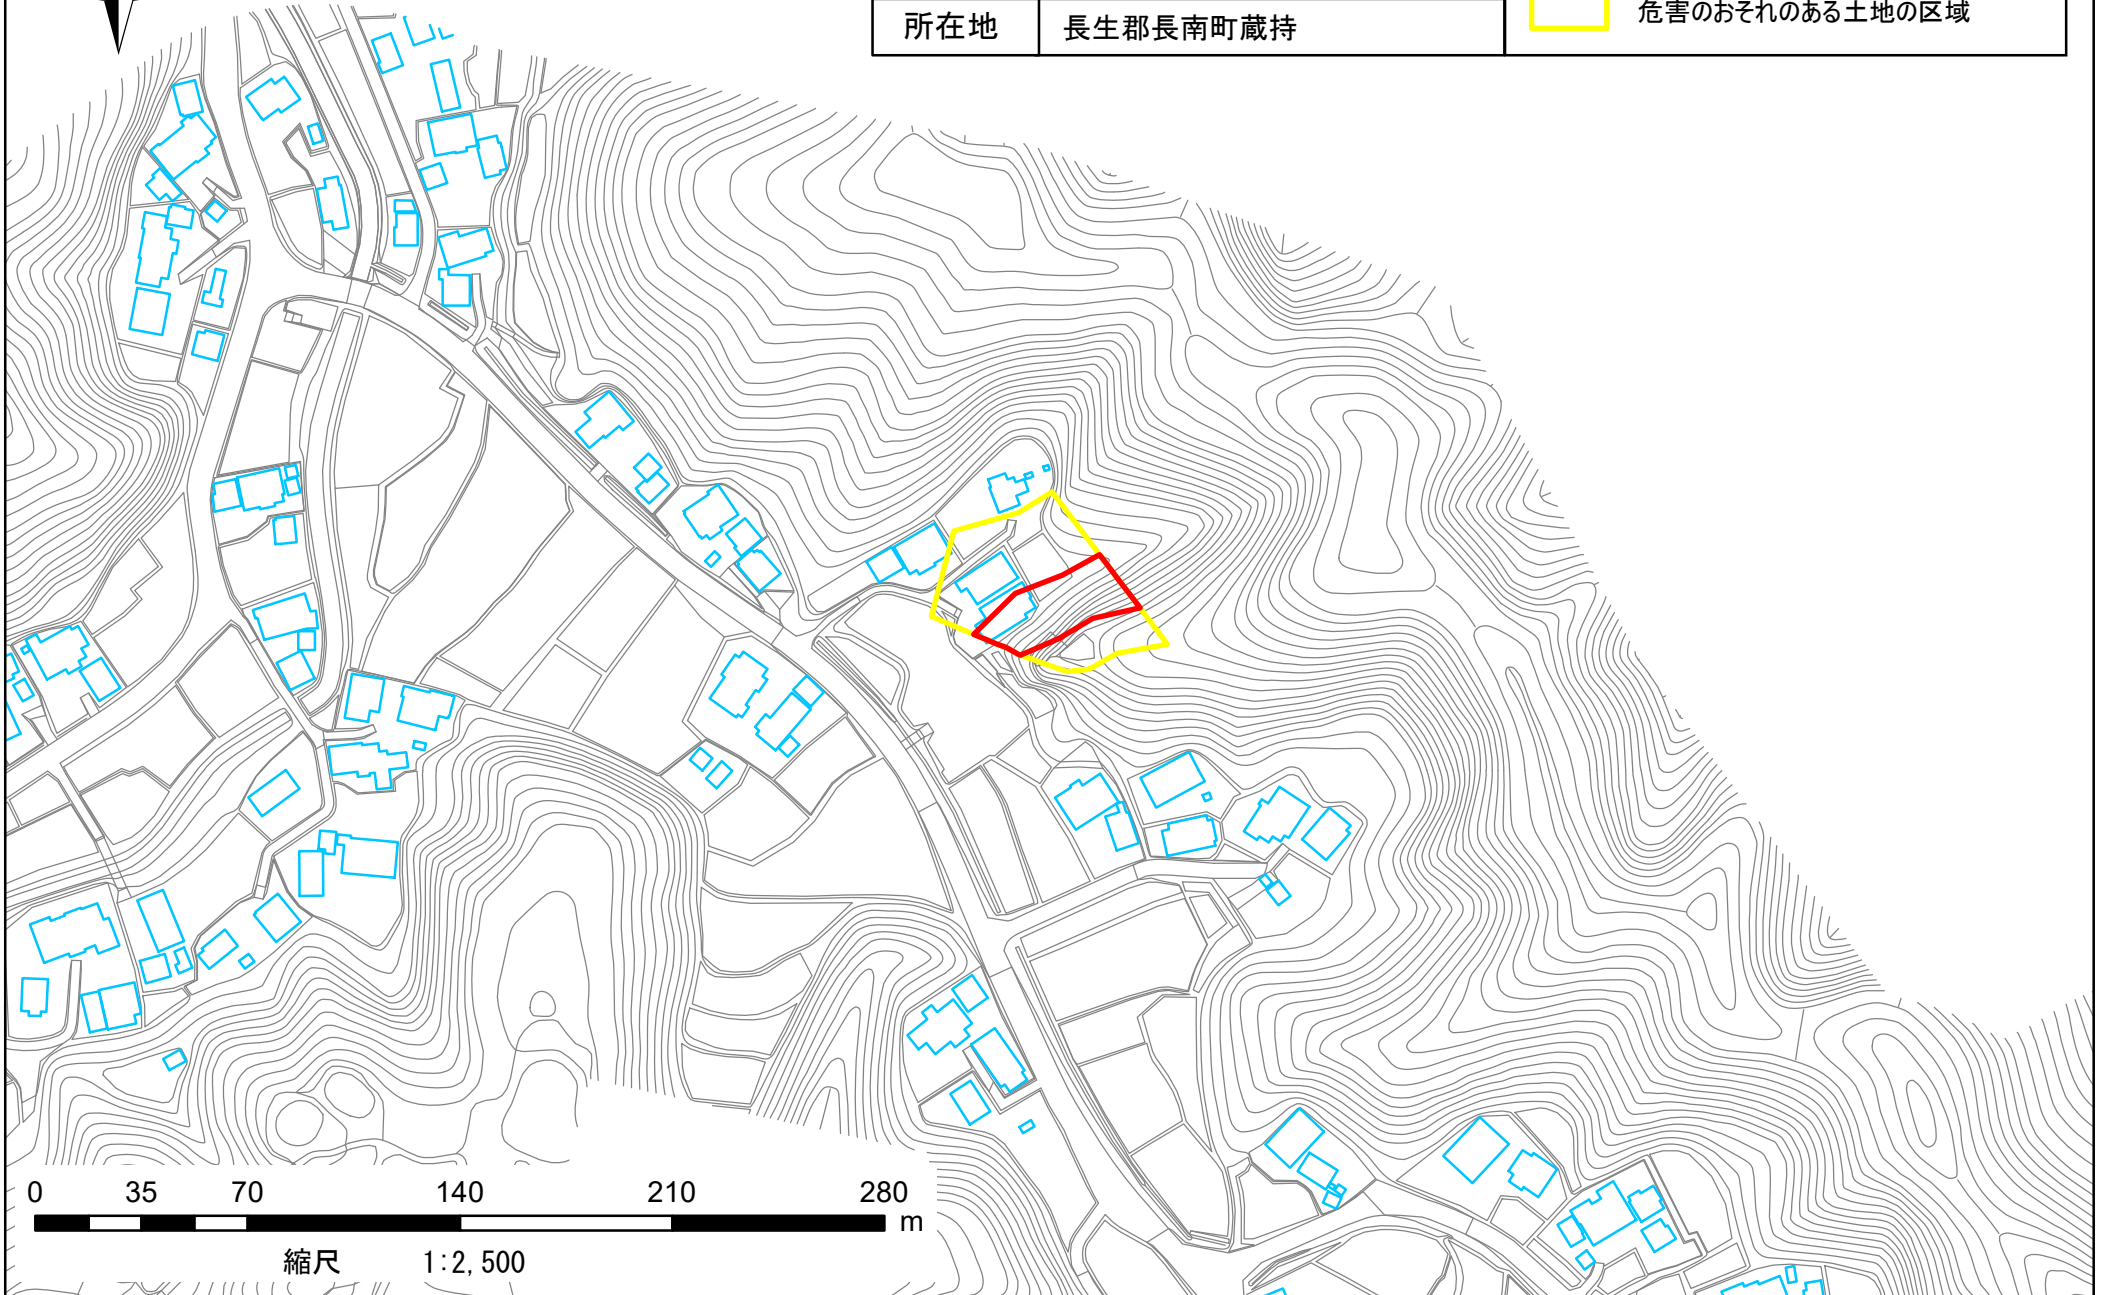 所在地 長生郡長南町蔵持 危害のおそれのある土地の区域
0 35 70 140 210 280
m
縮尺 1:2,500